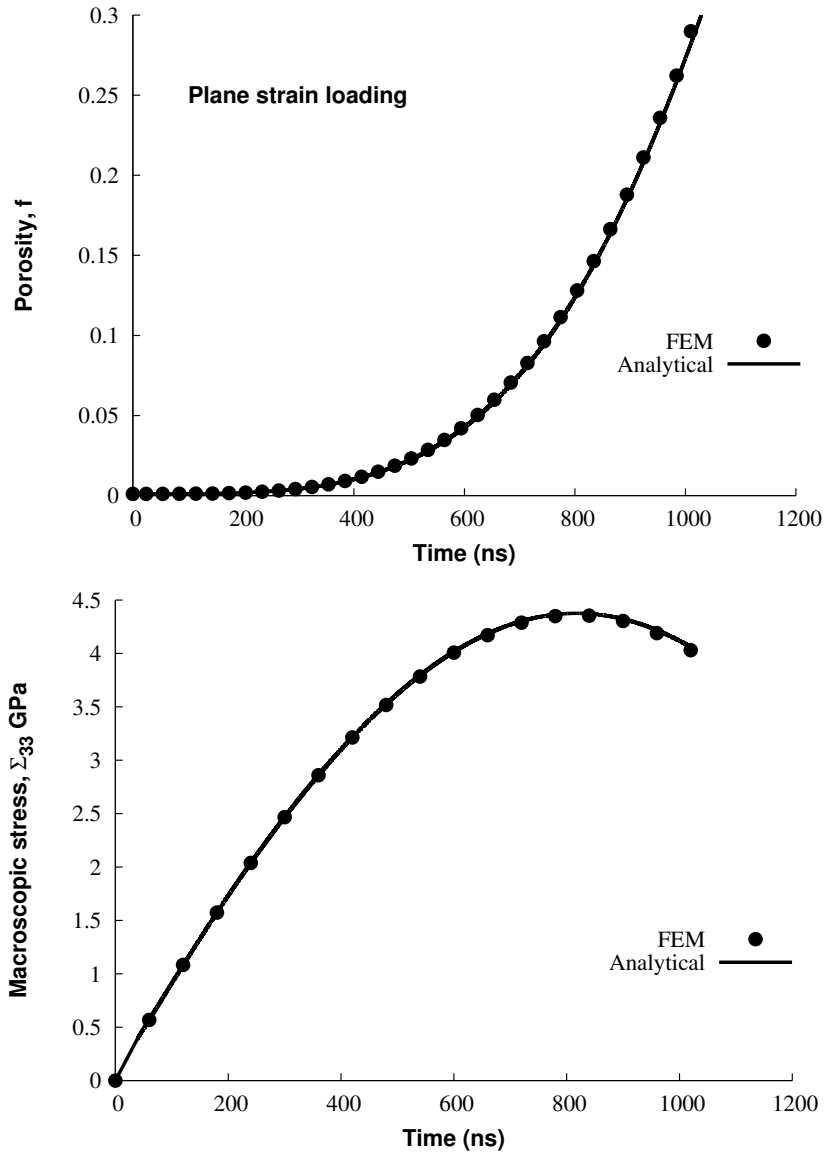 0.3
0.25
0.2
0.15
0.1
0.05
0
Porosity, f
Plane strain loading
FEM
Analytical
0 200 400 600 800 1000 1200
Time (ns)
4.5
4
3.5
3
2.5
2
1.5
1
0.5
0
Macroscopic stress, Σ33 GPa
FEM
Analytical
0 200 400 600 800 1000 1200
Time (ns)